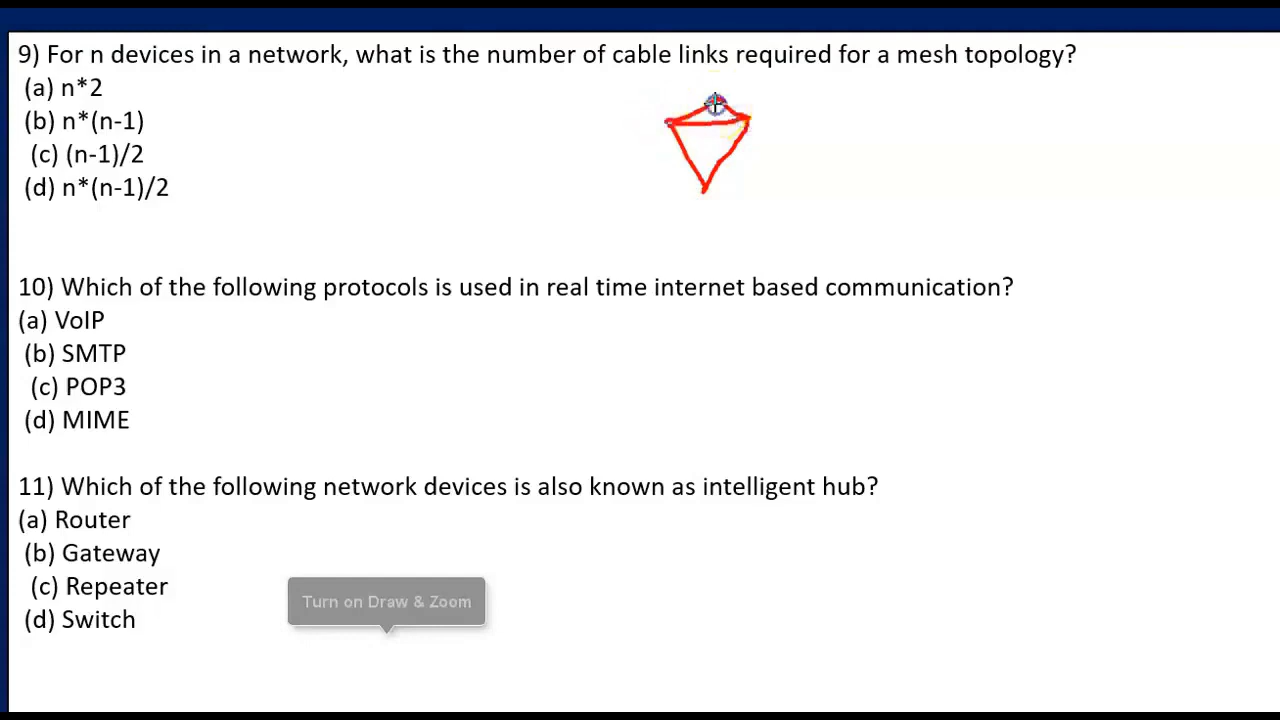 9) For n devices in a network, what is the number of cable links required for a mesh topology?
(a) n*2
(b) n*(n-1)
(c) (n-1)/2
(d) n*(n-1)/2
10) Which of the following protocols is used in real time internet based communication?
(a) VoIP
(b) SMTP
(c) POP3
(d) MIME
11) Which of the following network devices is also known as intelligent hub?
(a) Router
(b) Gateway
(c) Repeater
(d) Switch
Turn on Draw & Zoom